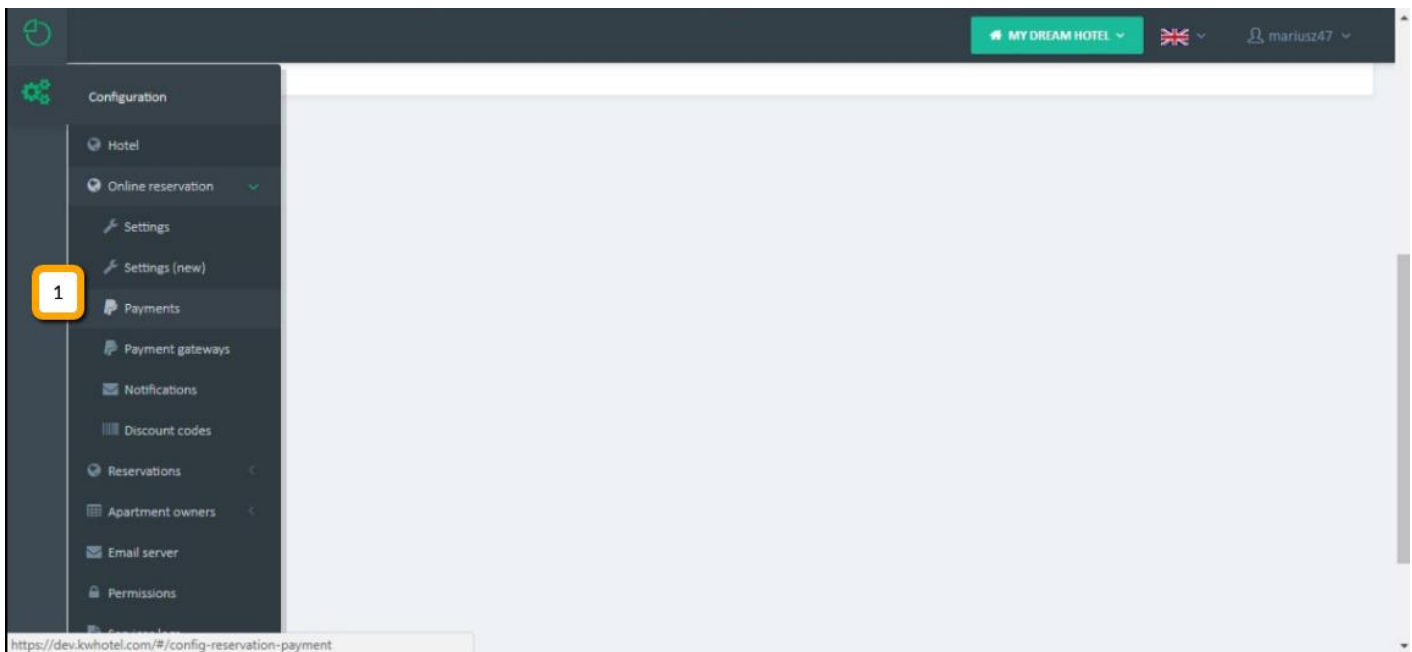 MY DREAM HOTEL
mariusz47
Configuration
Hotel
Online reservation
Settings
Settings (new)
1
Payments
Payment gateways
Notifications
Discount codes
Reservations
Apartment owners
Email server
Permissions
https://dev.kwhotel.com/#/config-reservation-payment